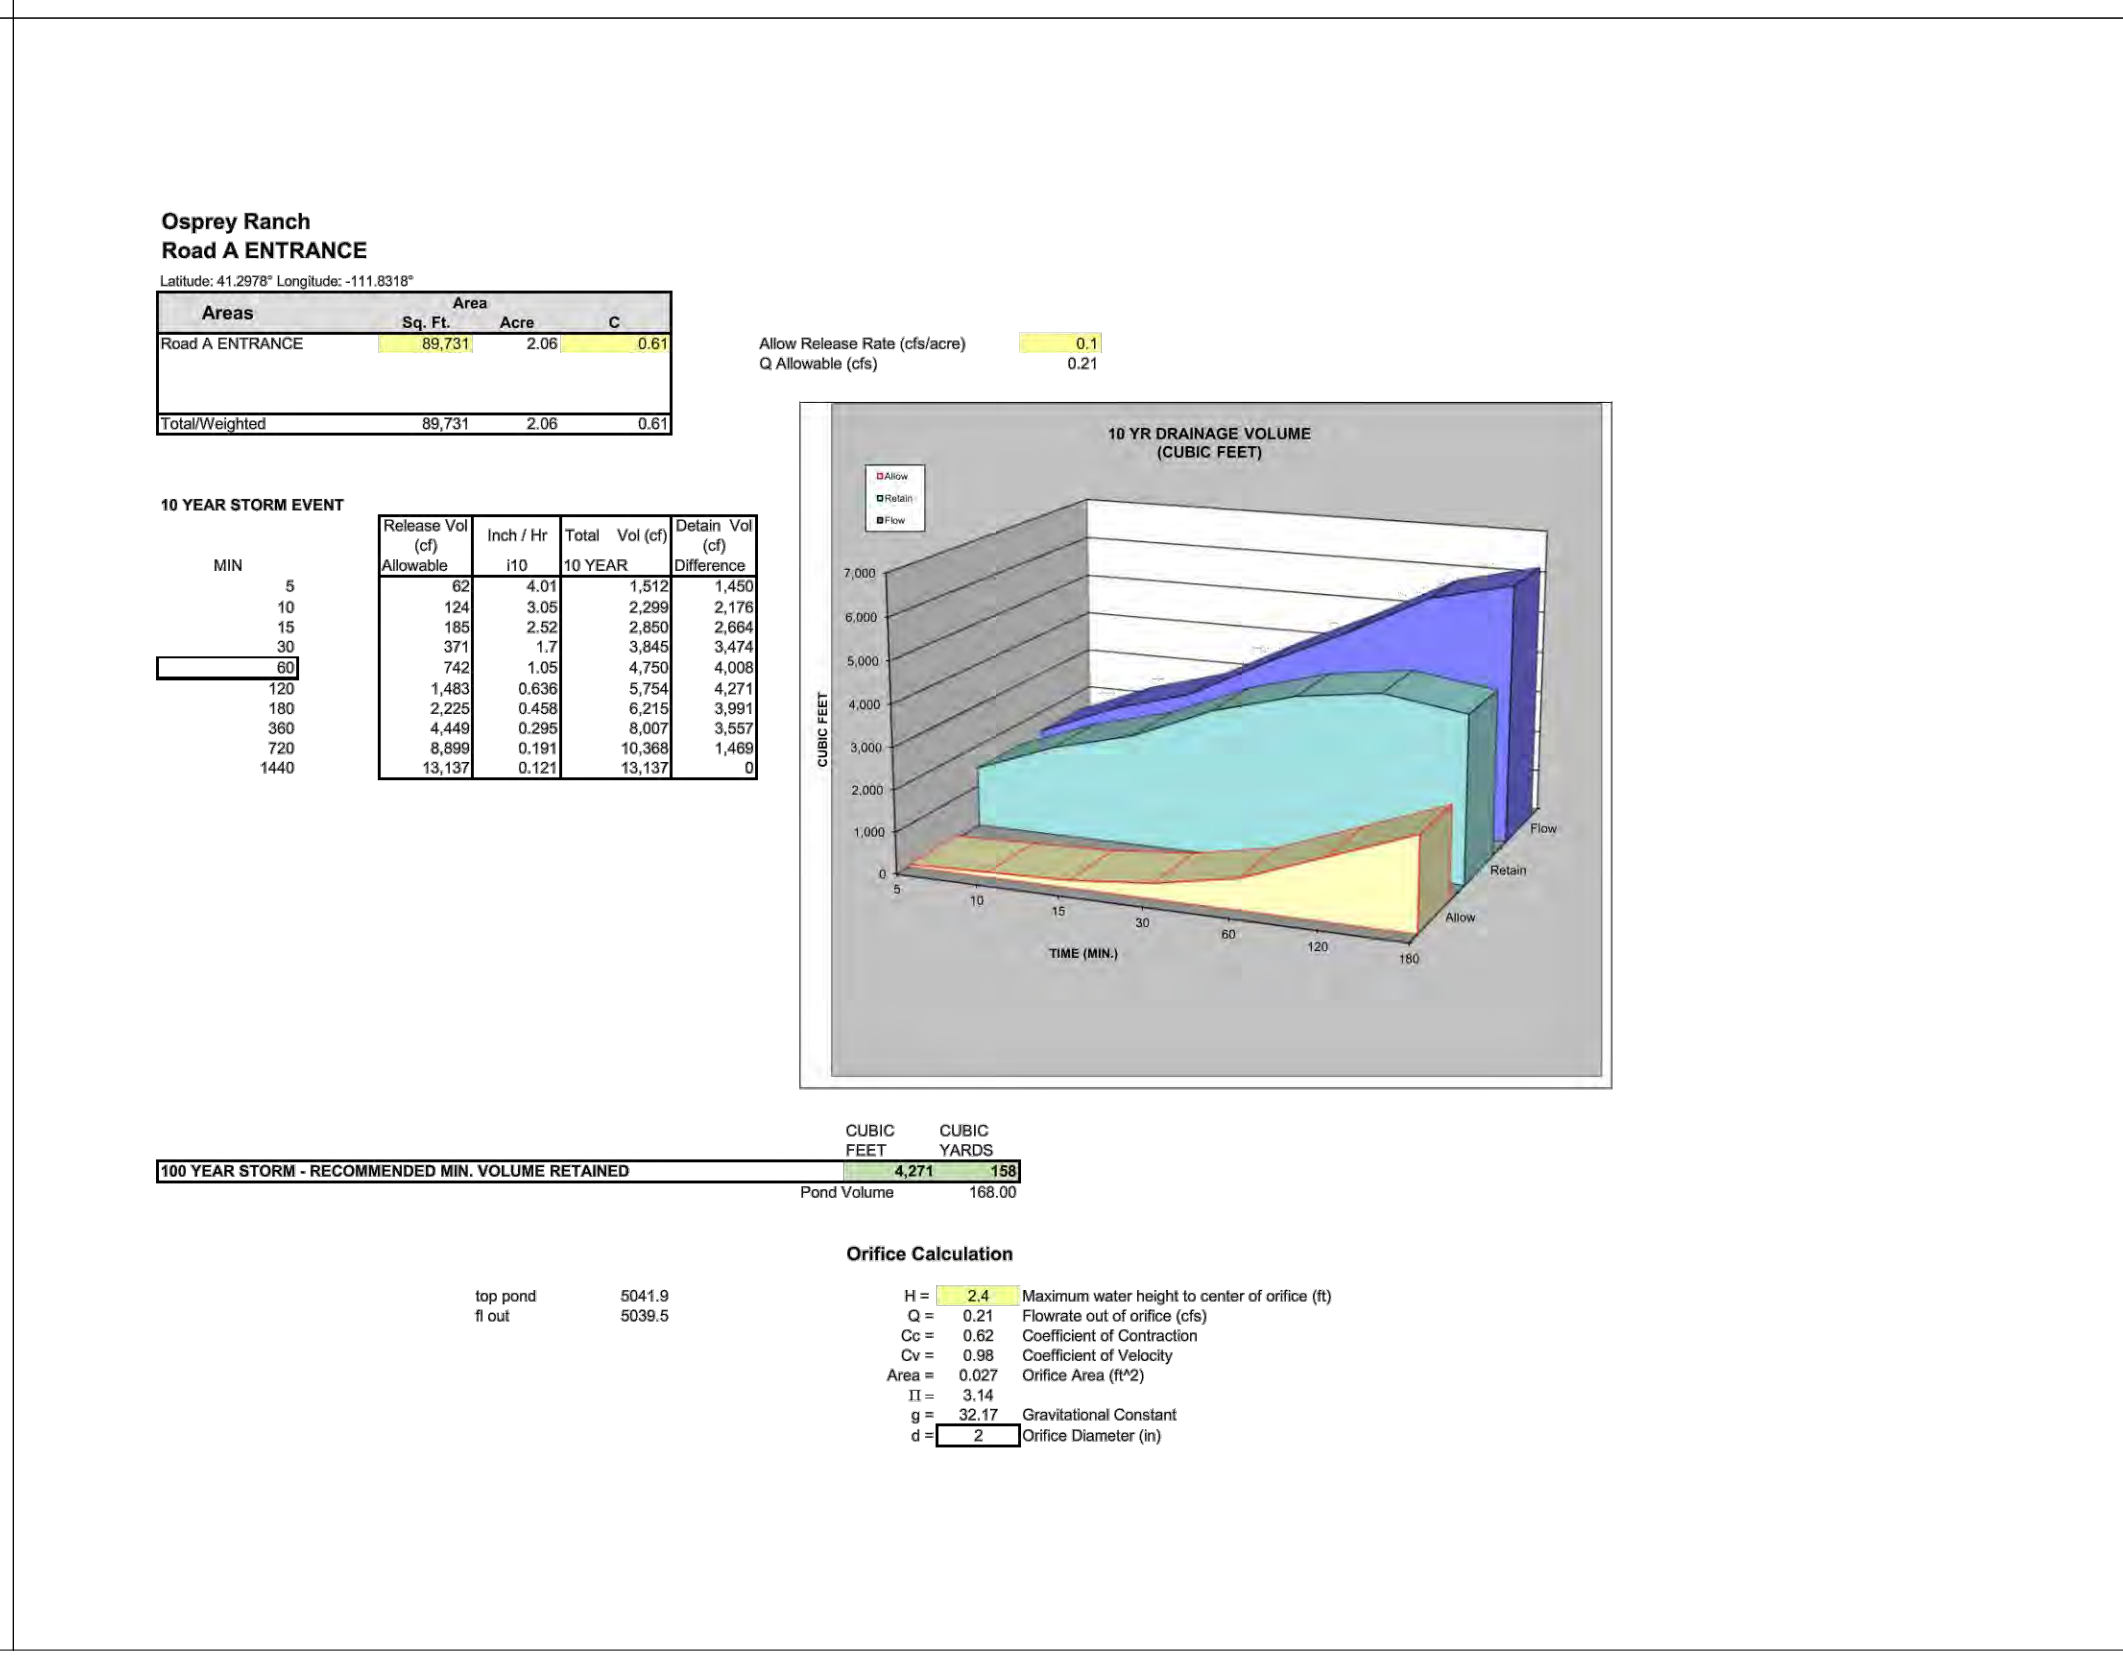 Osprey Ranch
Road A ENTRANCE
Latitude: 41.2978° Longitude: -111.8318°
Areas Area
Sq. Ft. Acre C
Road A ENTRANCE 89,731 2.06 0.61
Total/Weighted 89,731 2.06 0.61
Allow Release Rate (cfs/acre) 0.1
Q Allowable (cfs) 0.21
10 YEAR STORM EVENT
Release Vol (cf) Inch / Hr Total Vol (cf) Detain Vol (cf)
MIN Allowable i10 10 YEAR Difference
5 62 4.01 1,512 1,450
10 124 3.05 2,299 2,176
15 185 2.52 2,850 2,664
30 371 1.7 3,845 3,474
60 742 1.05 4,750 4,008
120 1,483 0.636 5,754 4,271
180 2,225 0.458 6,215 3,991
360 4,449 0.295 8,007 3,557
720 8,899 0.191 10,368 1,469
1440 13,137 0.121 13,137 0
10 YR DRAINAGE VOLUME
(CUBIC FEET)
Allow
Retain
Flow
7,000
6,000
5,000
4,000
3,000
2,000
1,000
0
CUBIC FEET
5
10
15
30
60
120
180
TIME (MIN.)
Flow
Retain
Allow
CUBIC CUBIC
FEET YARDS
100 YEAR STORM - RECOMMENDED MIN. VOLUME RETAINED 4,271 158
Pond Volume 168.00
Orifice Calculation
top pond 5041.9
fl out 5039.5
H = 2.4 Maximum water height to center of orifice (ft)
Q = 0.21 Flowrate out of orifice (cfs)
Cc = 0.62 Coefficient of Contraction
Cv = 0.98 Coefficient of Velocity
Area = 0.027 Orifice Area (ft^2)
Π = 3.14
g = 32.17 Gravitational Constant
d = 2 Orifice Diameter (in)